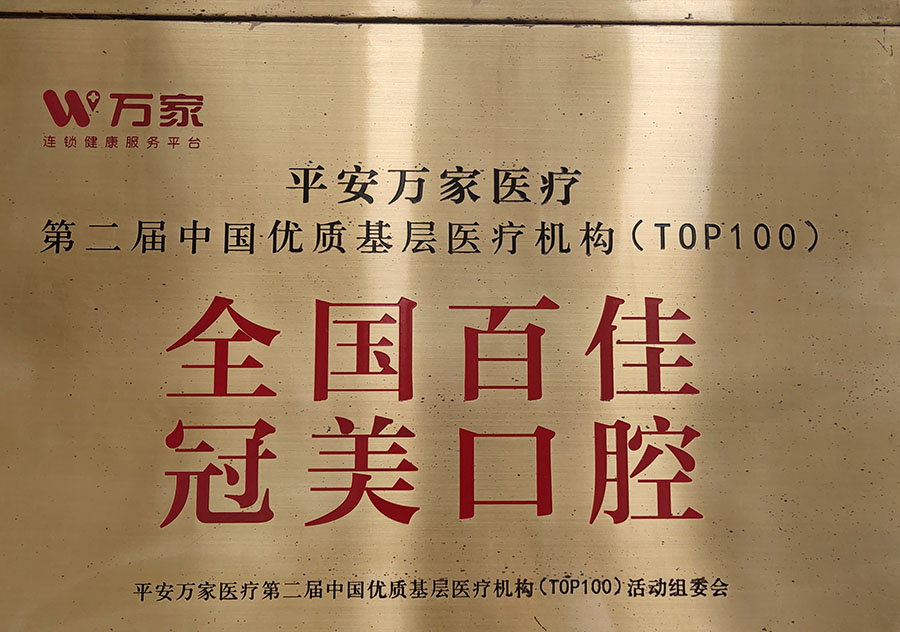 W 万家
连锁健康服务平台
平安万家医疗
第二届中国优质基层医疗机构（TOP100）
全国百佳
冠美口腔
平安万家医疗第二届中国优质基层医疗机构（TOP100）活动组委会